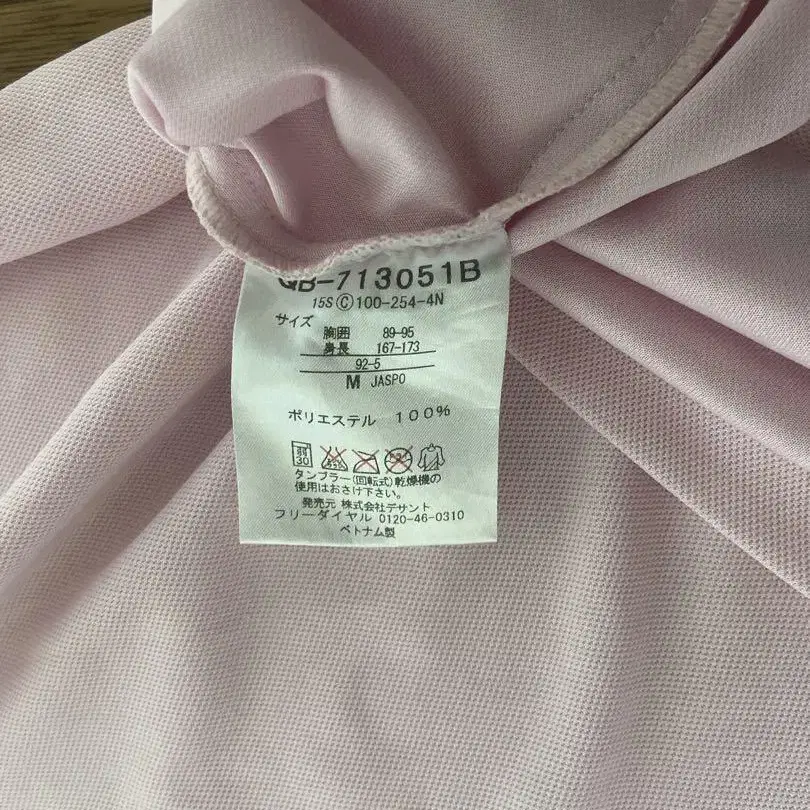 QB-713051B
15S Ⓒ 100-254-4N
サイズ
胸囲 89-95
身長 167-173
92-5
M JASPO
ポリエステル 100%
弱
30
タンブラー(回転式)乾燥機の
使用はおさけ下さい。
発売元 株式会社デサント
フリーダイヤル 0120-46-0310
ベトナム製